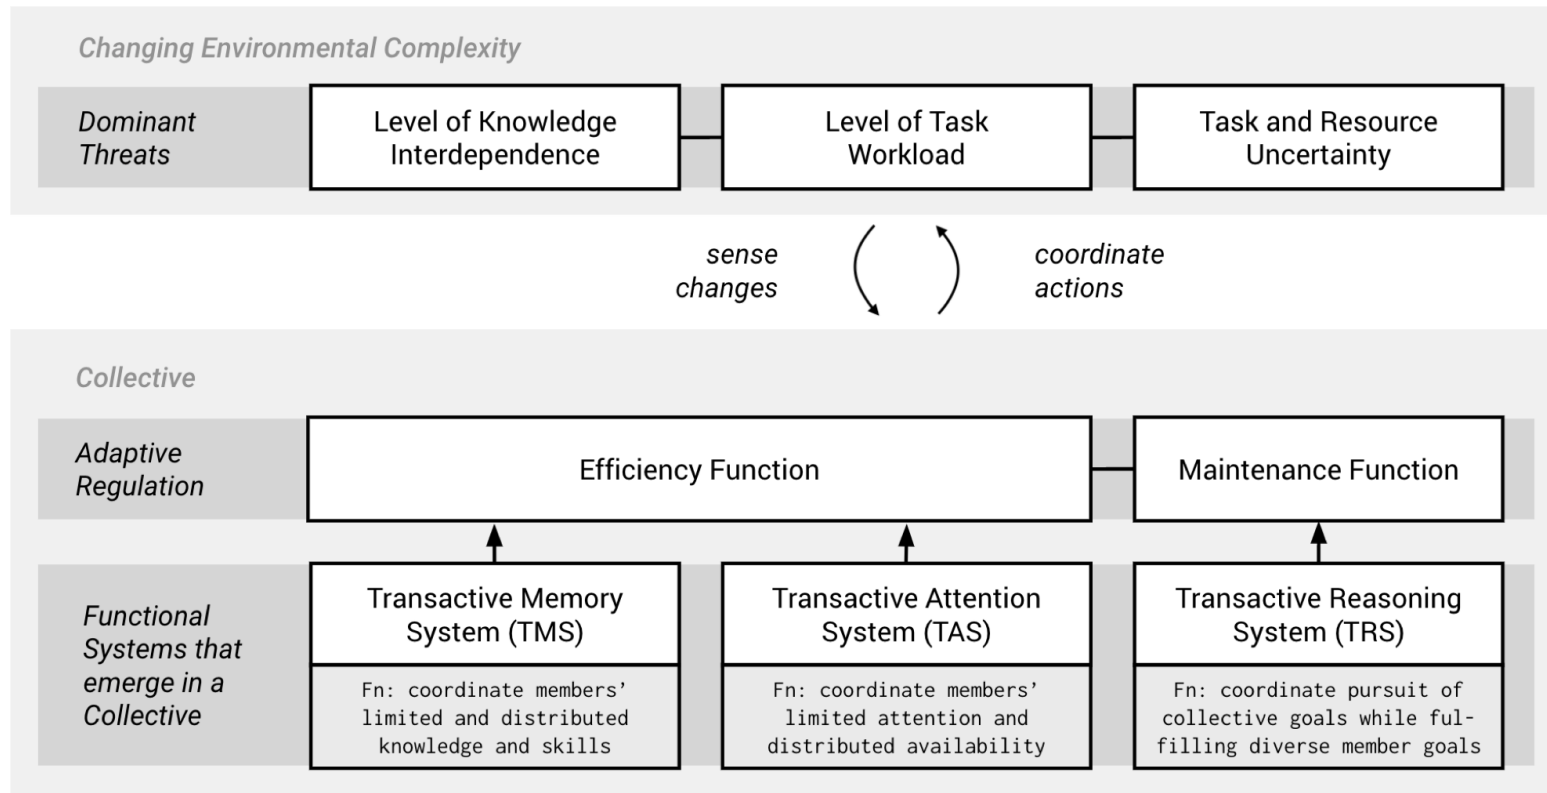 Changing Environmental Complexity
Dominant
Threats
Level of Knowledge
Interdependence
Level of Task
Workload
Task and Resource
Uncertainty
sense
changes
coordinate
actions
Collective
Adaptive
Regulation
Efficiency Function
Maintenance Function
Functional
Systems that
emerge in a
Collective
Transactive Memory
System (TMS)
Fn: coordinate members’
limited and distributed
knowledge and skills
Transactive Attention
System (TAS)
Fn: coordinate members’
limited attention and
distributed availability
Transactive Reasoning
System (TRS)
Fn: coordinate pursuit of
collective goals while ful-
filling diverse member goals